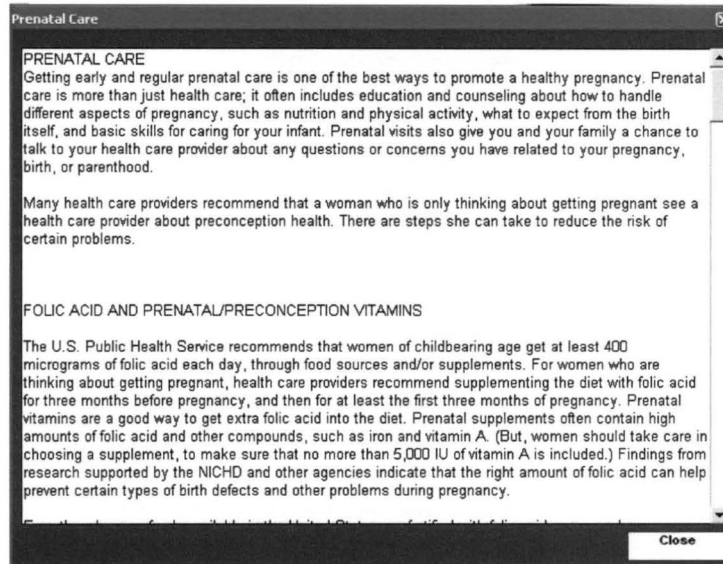 Prenatal Care
PRENATAL CARE
Getting early and regular prenatal care is one of the best ways to promote a healthy pregnancy. Prenatal
care is more than just health care; it often includes education and counseling about how to handle
different aspects of pregnancy, such as nutrition and physical activity, what to expect from the birth
itself, and basic skills for caring for your infant. Prenatal visits also give you and your family a chance to
talk to your health care provider about any questions or concerns you have related to your pregnancy,
birth, or parenthood.
Many health care providers recommend that a woman who is only thinking about getting pregnant see a
health care provider about preconception health. There are steps she can take to reduce the risk of
certain problems.
FOLIC ACID AND PRENATAL/PRECONCEPTION VITAMINS
The U.S. Public Health Service recommends that women of childbearing age get at least 400
micrograms of folic acid each day, through food sources and/or supplements. For women who are
thinking about getting pregnant, health care providers recommend supplementing the diet with folic acid
for three months before pregnancy, and then for at least the first three months of pregnancy. Prenatal
vitamins are a good way to get extra folic acid into the diet. Prenatal supplements often contain high
amounts of folic acid and other compounds, such as iron and vitamin A. (But, women should take care in
choosing a supplement, to make sure that no more than 5,000 IU of vitamin A is included.) Findings from
research supported by the NICHD and other agencies indicate that the right amount of folic acid can help
prevent certain types of birth defects and other problems during pregnancy.
Close